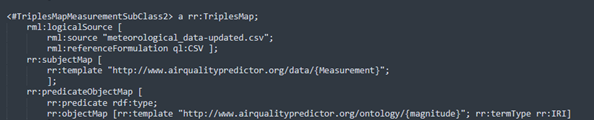 <#TriplesMapMeasurementSubClass2> a rr:TriplesMap;
rml:logicalSource [
rml:source "meteorological_data-updated.csv";
rml:referenceFormulation ql:CSV ];
rr:subjectMap [
rr:template "http://www.airqualitypredictor.org/data/{Measurement}";
];
rr:predicateObjectMap [
rr:predicate rdf:type;
rr:objectMap [rr:template "http://www.airqualitypredictor.org/ontology/{magnitude}"; rr:termType rr:IRI]